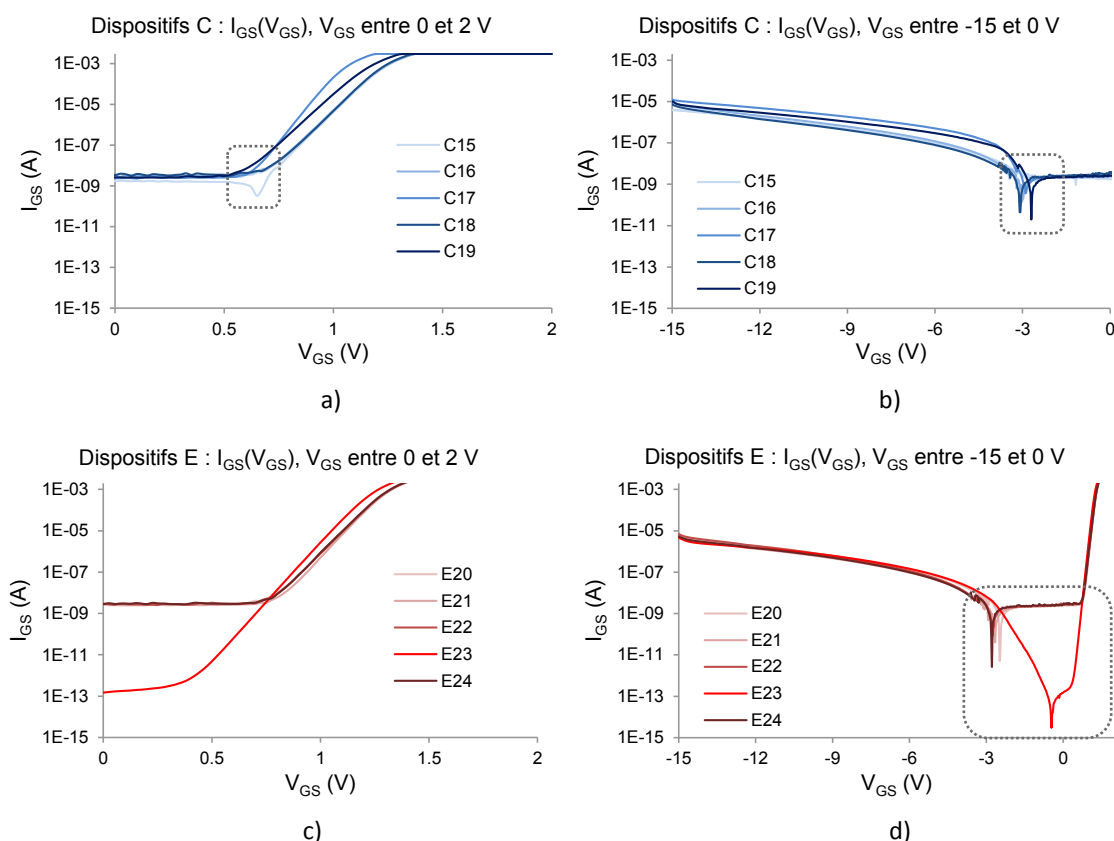 Dispositifs C : IGS(VGS), VGS entre 0 et 2 V
1E-03
1E-05
1E-07
1E-09
1E-11
1E-13
1E-15
IGS (A)
0
0.5
1
1.5
2
VGS (V)
C15
C16
C17
C18
C19
a)
Dispositifs C: IGS(VGS), VGS entre -15 et 0 V
1E-03
1E-05
1E-07
1E-09
1E-11
1E-13
1E-15
IGS (A)
-15
-12
-9
-6
-3
0
VGS (V)
C15
C16
C17
C18
C19
b)
Dispositifs E : IGS(VGS), VGS entre 0 et 2 V
1E-03
1E-05
1E-07
1E-09
1E-11
1E-13
1E-15
IGS (A)
0
0.5
1
1.5
2
VGS (V)
E20
E21
E22
E23
E24
c)
Dispositifs E : IGS(VGS), VGS entre -15 et 0 V
1E-03
1E-05
1E-07
1E-09
1E-11
1E-13
1E-15
IGS (A)
-15
-12
-9
-6
-3
0
VGS (V)
E20
E21
E22
E23
E24
d)